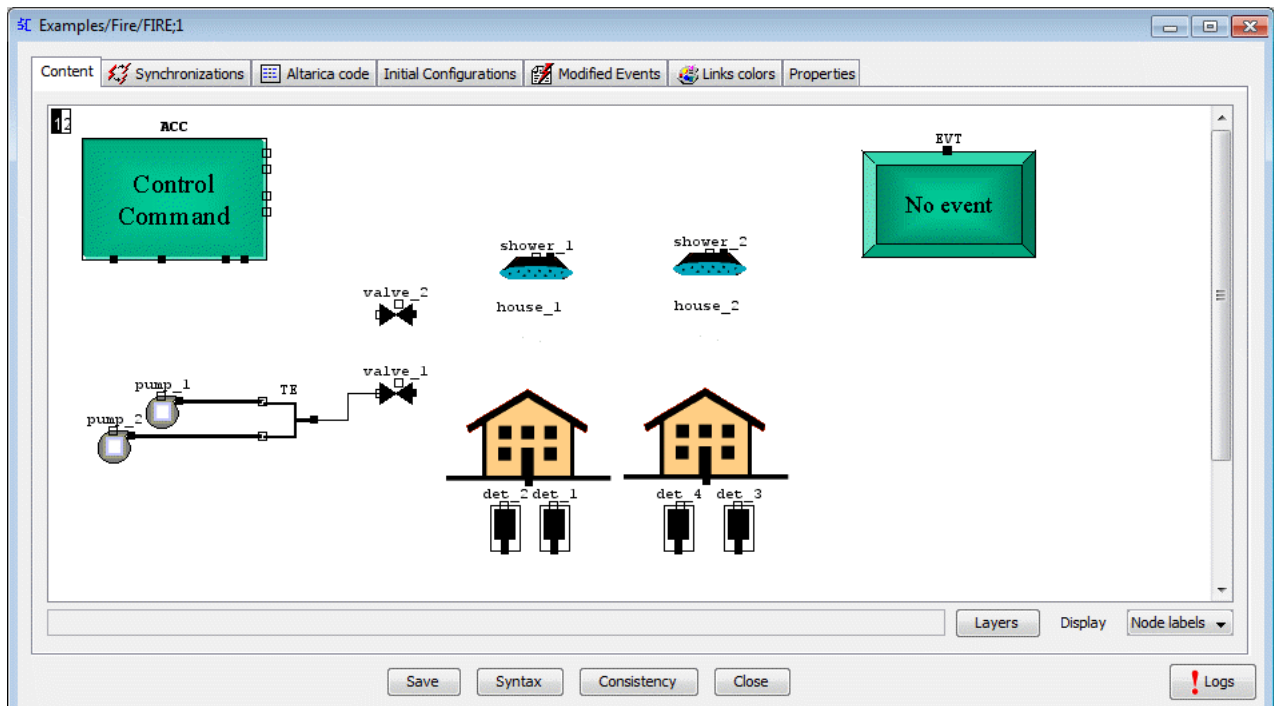 Examples/Fire/FIRE;1
Content Synchronizations Altarica code Initial Configurations Modified Events Links colors Properties
1 2
ACC
EVT
Control
Command
No event
shower_1 shower_2
valve_2 house_1 house_2
valve_1
pump_1 TE
pump_2
det_2 det_1 det_4 det_3
Layers Display Node labels
Save Syntax Consistency Close Logs